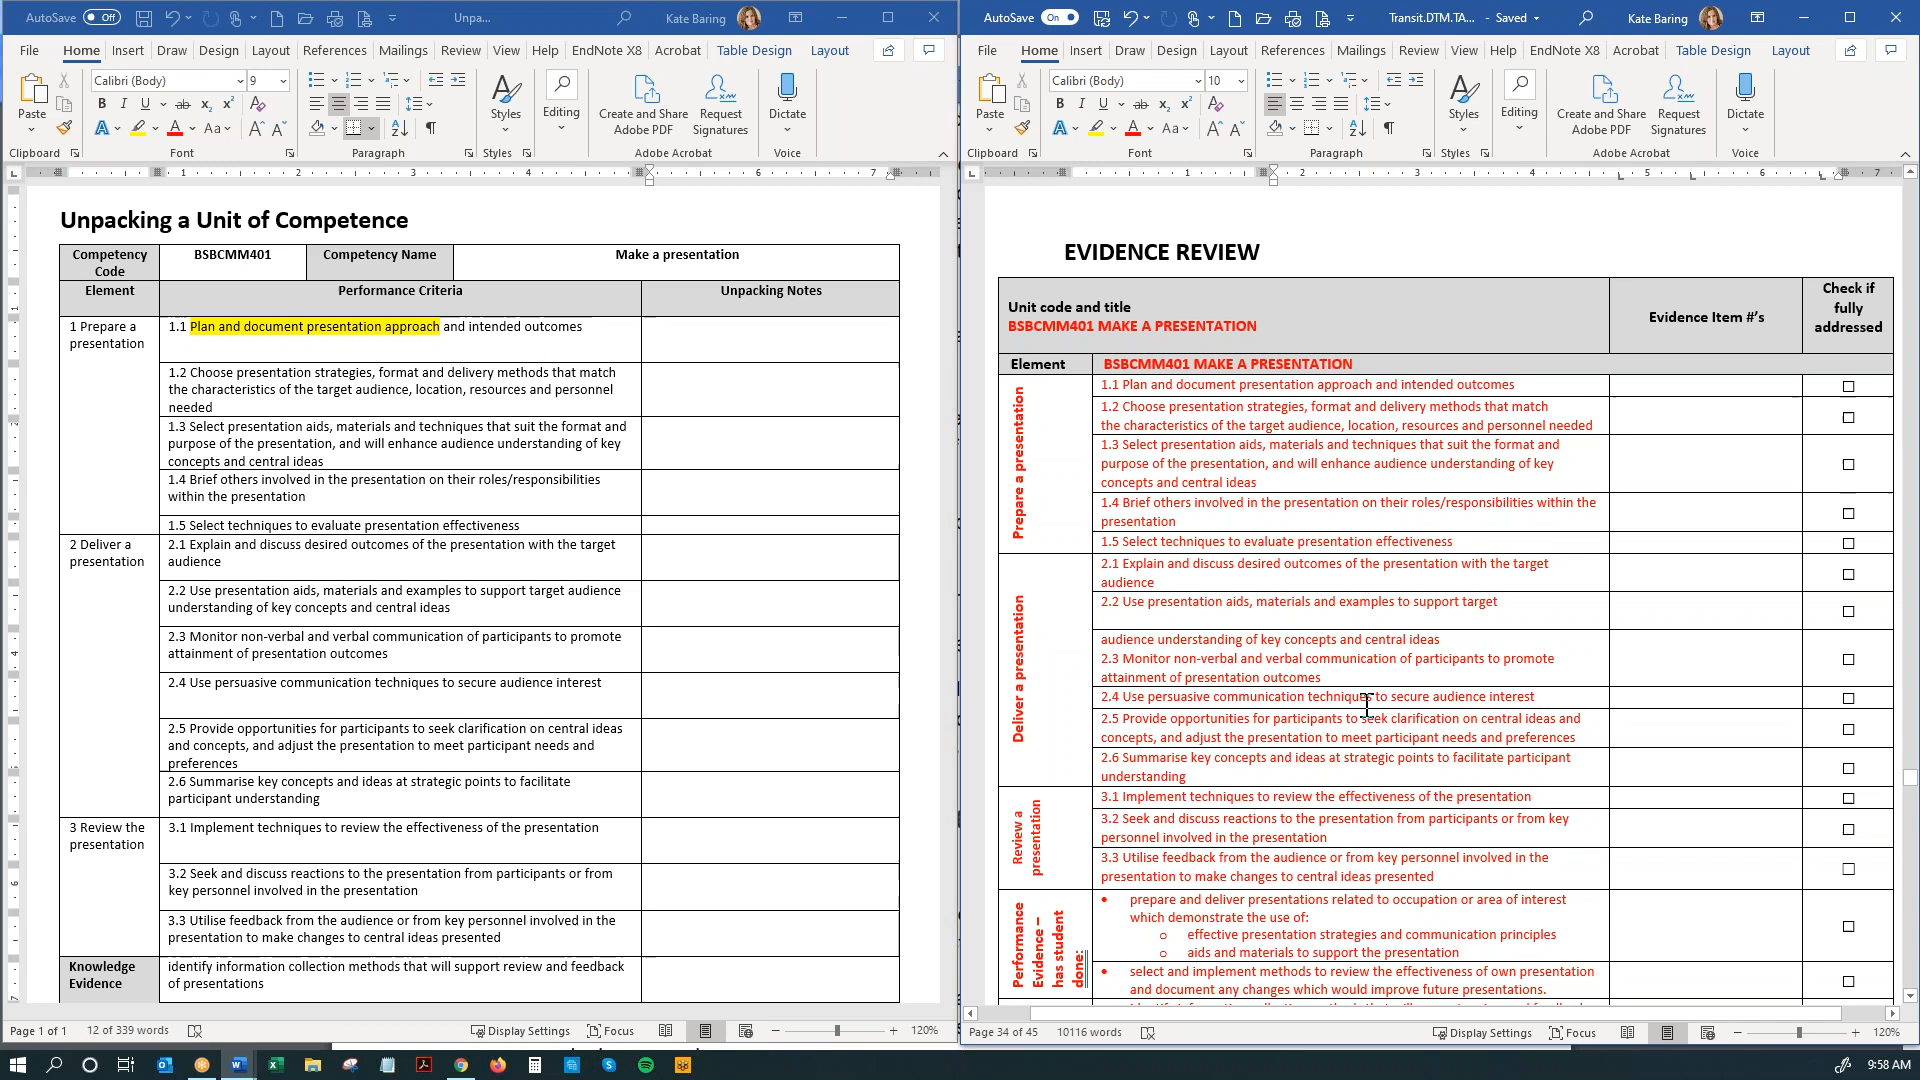 AutoSave Off Unpa... Kate Baring
File Home Insert Draw Design Layout References Mailings Review View Help EndNote X8 Acrobat Table Design Layout
Calibri (Body) 9
Paste Styles Editing Create and Share Adobe PDF Request Signatures Dictate
Clipboard Font Paragraph Styles Adobe Acrobat Voice
Unpacking a Unit of Competence
Competency Code BSBCMM401 Competency Name Make a presentation
Element Performance Criteria Unpacking Notes
1 Prepare a presentation
1.1 Plan and document presentation approach and intended outcomes
1.2 Choose presentation strategies, format and delivery methods that match
the characteristics of the target audience, location, resources and personnel
needed
1.3 Select presentation aids, materials and techniques that suit the format and
purpose of the presentation, and will enhance audience understanding of key
concepts and central ideas
1.4 Brief others involved in the presentation on their roles/responsibilities
within the presentation
1.5 Select techniques to evaluate presentation effectiveness
2 Deliver a presentation
2.1 Explain and discuss desired outcomes of the presentation with the target
audience
2.2 Use presentation aids, materials and examples to support target audience
understanding of key concepts and central ideas
2.3 Monitor non-verbal and verbal communication of participants to promote
attainment of presentation outcomes
2.4 Use persuasive communication techniques to secure audience interest
2.5 Provide opportunities for participants to seek clarification on central ideas
and concepts, and adjust the presentation to meet participant needs and
preferences
2.6 Summarise key concepts and ideas at strategic points to facilitate
participant understanding
3 Review the presentation
3.1 Implement techniques to review the effectiveness of the presentation
3.2 Seek and discuss reactions to the presentation from participants or from
key personnel involved in the presentation
3.3 Utilise feedback from the audience or from key personnel involved in the
presentation to make changes to central ideas presented
Knowledge Evidence
identify information collection methods that will support review and feedback
of presentations
Page 1 of 1 12 of 339 words Display Settings Focus 120%
AutoSave On Transit.DTM.TA... - Saved Kate Baring
File Home Insert Draw Design Layout References Mailings Review View Help EndNote X8 Acrobat Table Design Layout
Calibri (Body) 10
Paste Styles Editing Create and Share Adobe PDF Request Signatures Dictate
Clipboard Font Paragraph Styles Adobe Acrobat Voice
EVIDENCE REVIEW
Unit code and title
BSBCMM401 MAKE A PRESENTATION
Evidence Item #'s
Check if fully addressed
Element BSBCMM401 MAKE A PRESENTATION
Prepare a presentation
1.1 Plan and document presentation approach and intended outcomes
1.2 Choose presentation strategies, format and delivery methods that match
the characteristics of the target audience, location, resources and personnel needed
1.3 Select presentation aids, materials and techniques that suit the format and
purpose of the presentation, and will enhance audience understanding of key
concepts and central ideas
1.4 Brief others involved in the presentation on their roles/responsibilities within the
presentation
1.5 Select techniques to evaluate presentation effectiveness
Deliver a presentation
2.1 Explain and discuss desired outcomes of the presentation with the target
audience
2.2 Use presentation aids, materials and examples to support target
audience understanding of key concepts and central ideas
2.3 Monitor non-verbal and verbal communication of participants to promote
attainment of presentation outcomes
2.4 Use persuasive communication techniques to secure audience interest
2.5 Provide opportunities for participants to seek clarification on central ideas and
concepts, and adjust the presentation to meet participant needs and preferences
2.6 Summarise key concepts and ideas at strategic points to facilitate participant
understanding
Review a presentation
3.1 Implement techniques to review the effectiveness of the presentation
3.2 Seek and discuss reactions to the presentation from participants or from key
personnel involved in the presentation
3.3 Utilise feedback from the audience or from key personnel involved in the
presentation to make changes to central ideas presented
Performance Evidence – has student done:
• prepare and deliver presentations related to occupation or area of interest
which demonstrate the use of:
o effective presentation strategies and communication principles
o aids and materials to support the presentation
• select and implement methods to review the effectiveness of own presentation
and document any changes which would improve future presentations.
Page 34 of 45 10116 words Display Settings Focus 120%
9:58 AM